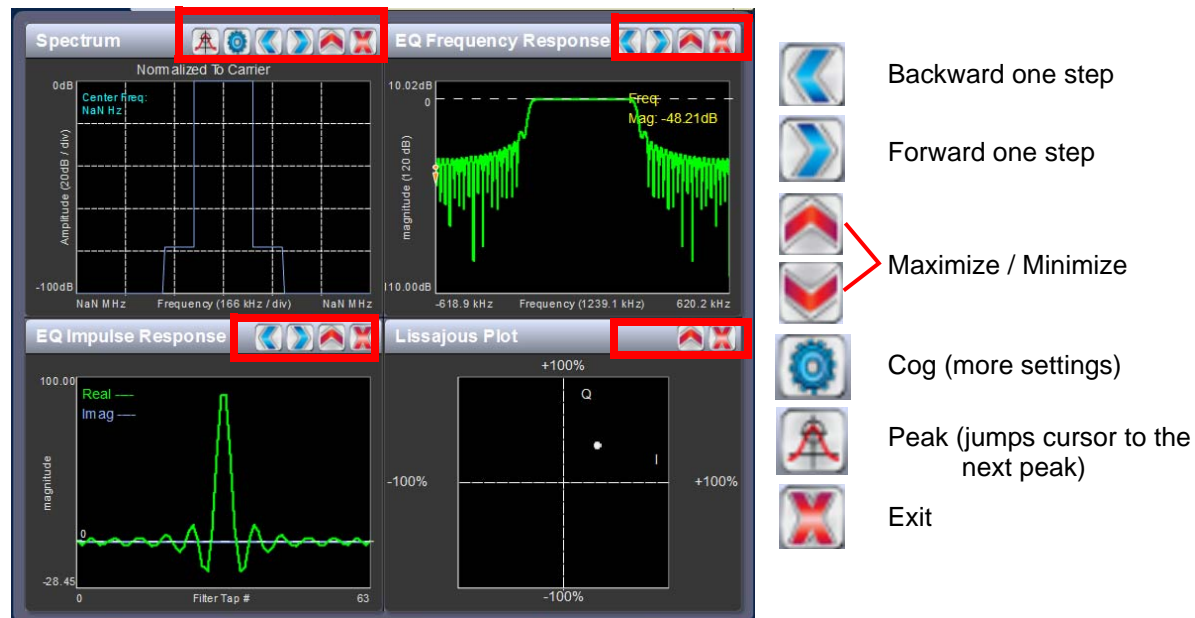 Spectrum
Normalized To Carrier
0dB
Center Freq:
NaN Hz
Amplitude (20dB / div)
-100dB
NaN MHz
Frequency (166 kHz / div)
NaN MHz
EQ Frequency Response
10.02dB
0
Freq:
Mag: -48.21dB
magnitude (120 dB)
110.00dB
-618.9 kHz
Frequency (1239.1 kHz)
620.2 kHz
EQ Impulse Response
100.00
Real ----
Imag ----
magnitude
0
-28.45
0
Filter Tap #
63
Lissajous Plot
+100%
Q
I
-100%
+100%
-100%
Backward one step
Forward one step
Maximize / Minimize
Cog (more settings)
Peak (jumps cursor to the
next peak)
Exit